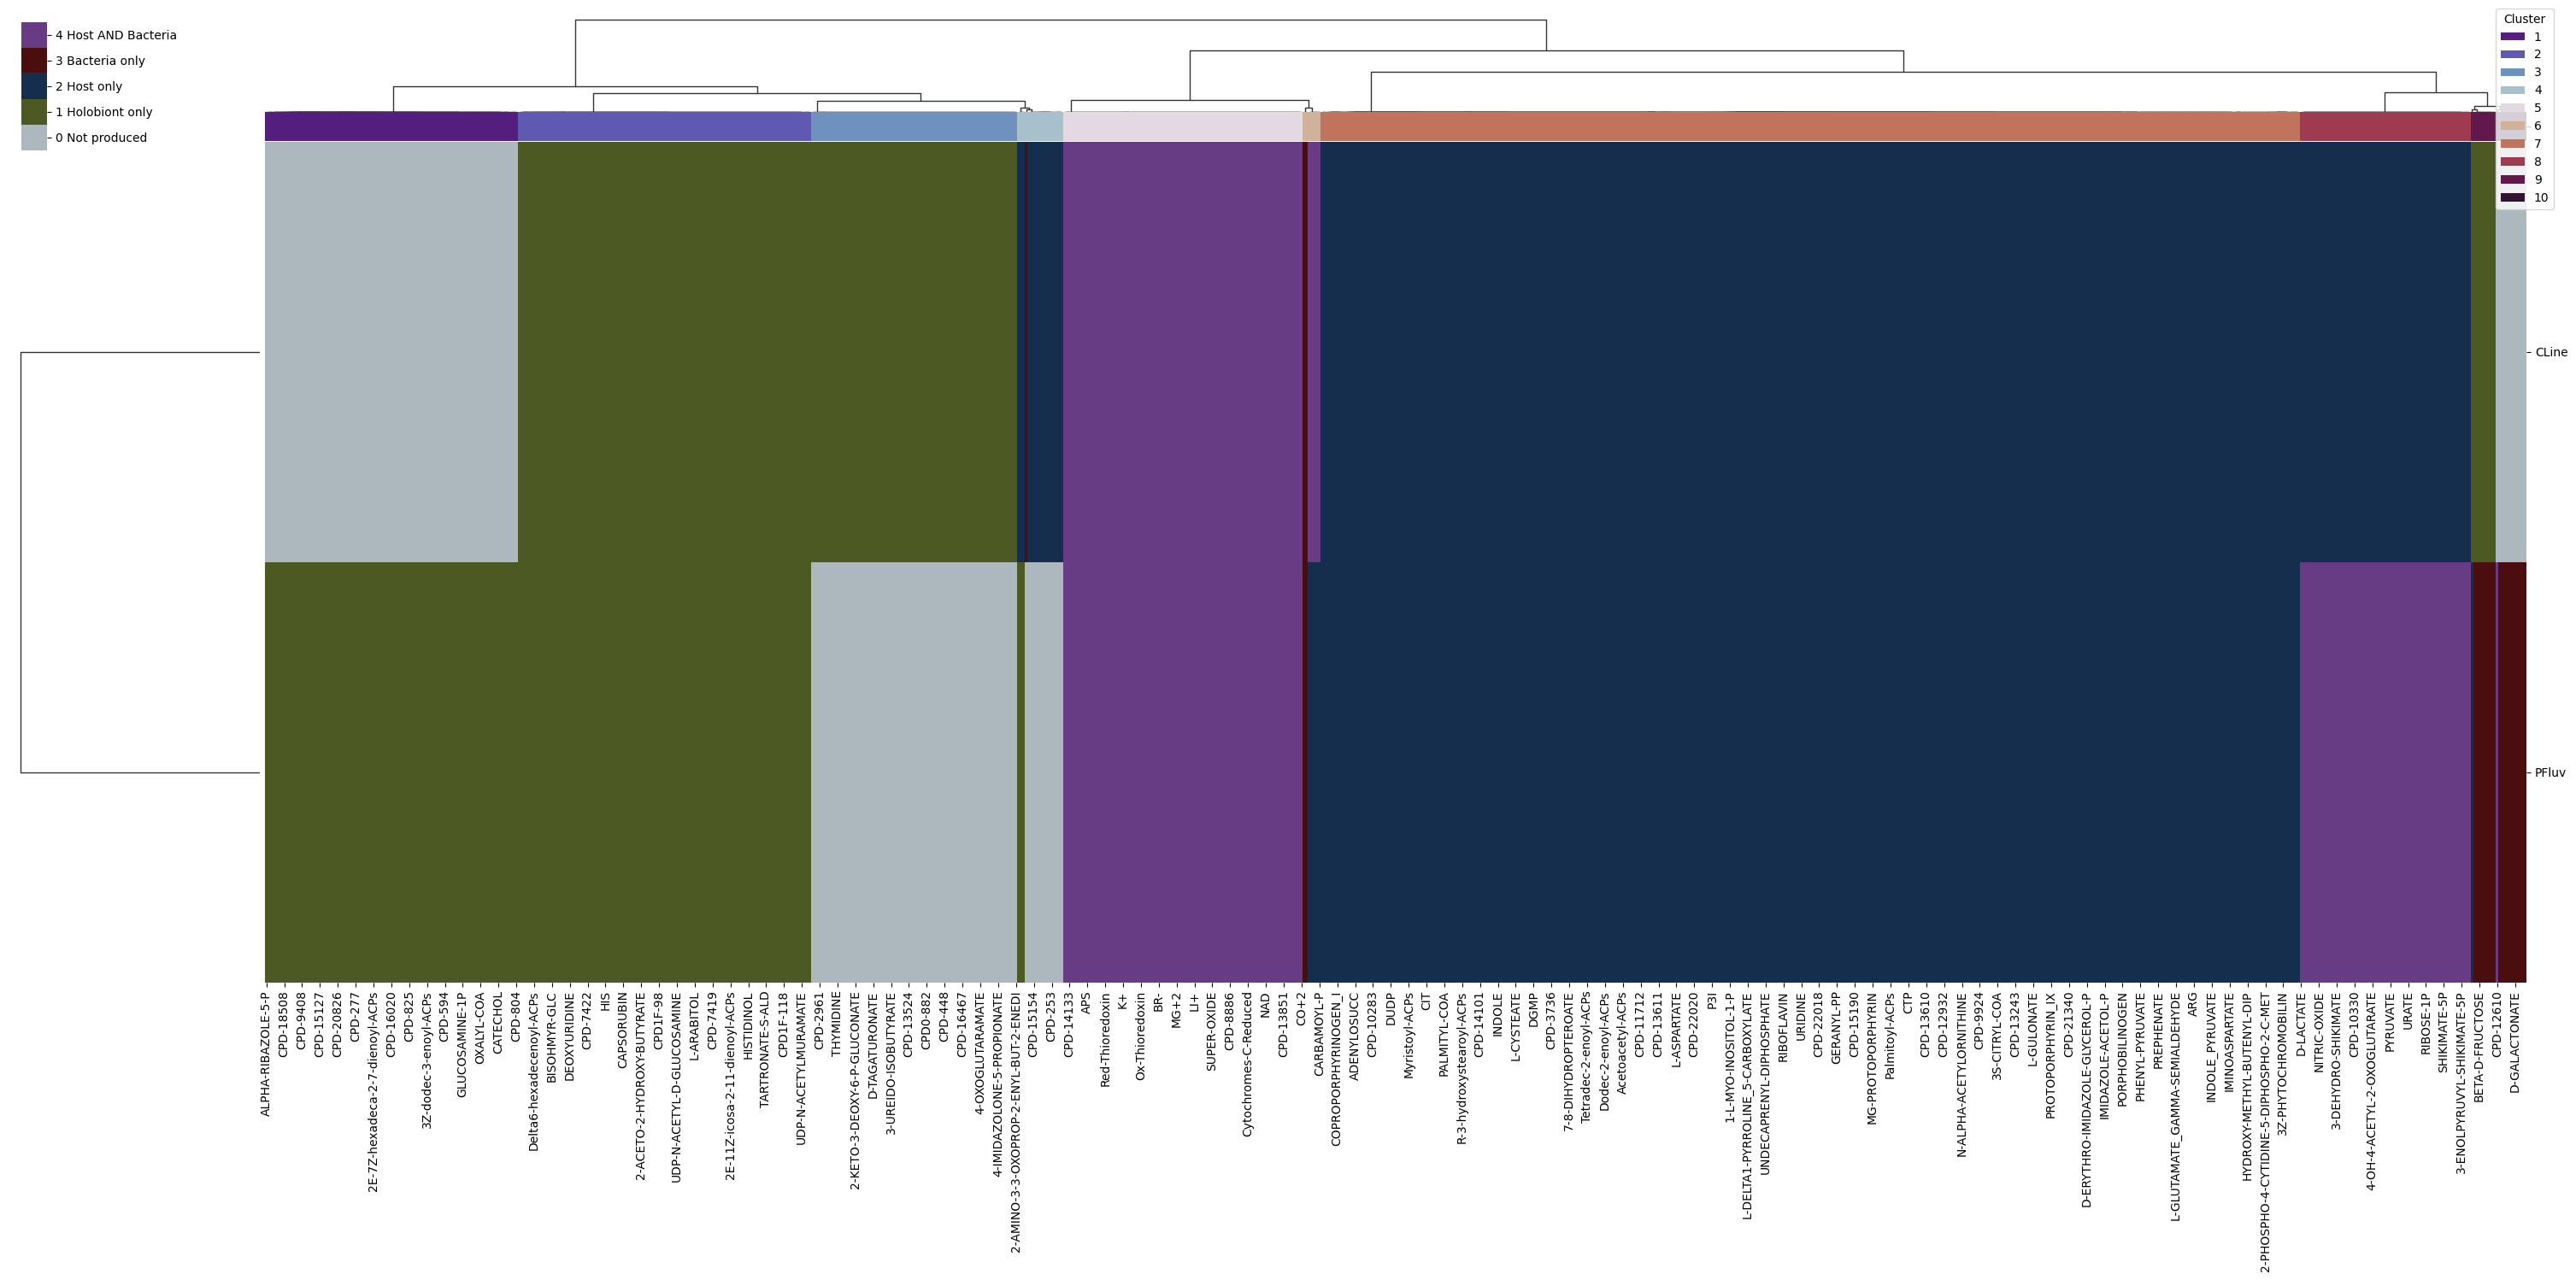 4 Host AND Bacteria
3 Bacteria only
2 Host only
1 Holobiont only
0 Not produced
Cluster
1
2
3
4
5
6
7
8
9
10
CLine
PFluv
ALPHA-RIBAZOLE-5-P
CPD-18508
CPD-9408
CPD-15127
CPD-20826
CPD-277
2E-7Z-hexadeca-2-7-dienoyl-ACPs
CPD-16020
CPD-825
3Z-dodec-3-enoyl-ACPs
CPD-594
GLUCOSAMINE-1P
OXALYL-COA
CATECHOL
CPD-804
Delta6-hexadecenoyl-ACPs
BISOHMYR-GLC
DEOXYURIDINE
CPD-7422
HIS
CAPSORUBIN
2-ACETO-2-HYDROXY-BUTYRATE
CPD1F-98
UDP-N-ACETYL-D-GLUCOSAMINE
L-ARABITOL
CPD-7419
2E-11Z-icosa-2-11-dienoyl-ACPs
HISTIDINOL
TARTRONATE-S-ALD
CPD1F-118
UDP-N-ACETYLMURAMATE
CPD-2961
THYMIDINE
2-KETO-3-DEOXY-6-P-GLUCONATE
D-TAGATURONATE
3-UREIDO-ISOBUTYRATE
CPD-13524
CPD0-882
CPD-448
CPD-16467
4-OXOGLUTARAMATE
4-IMIDAZOLONE-5-PROPIONATE
2-AMINO-3-3-OXOPROP-2-ENYL-BUT-2-ENEDI
CPD-15154
CPD-253
CPD-14133
APS
Red-Thioredoxin
K+
Ox-Thioredoxin
BR-
MG+2
LI+
SUPER-OXIDE
CPD-8886
Cytochromes-C-Reduced
NAD
CPD-13851
CO+2
CARBAMOYL-P
COPROPORPHYRINOGEN_I
ADENYLOSUCC
CPD-10283
DUDP
Myristoyl-ACPs
CIT
PALMITYL-COA
R-3-hydroxystearoyl-ACPs
CPD-14101
INDOLE
L-CYSTEATE
DGMP
CPD-3736
7-8-DIHYDROPTEROATE
Tetradec-2-enoyl-ACPs
Dodec-2-enoyl-ACPs
Acetoacetyl-ACPs
CPD-11712
CPD-13611
L-ASPARTATE
CPD-22020
P3I
1-L-MYO-INOSITOL-1-P
L-DELTA1-PYRROLINE_5-CARBOXYLATE
UNDECAPRENYL-DIPHOSPHATE
RIBOFLAVIN
URIDINE
CPD-22018
GERANYL-PP
CPD-15190
MG-PROTOPORPHYRIN
Palmitoyl-ACPs
CTP
CPD-13610
CPD-12932
N-ALPHA-ACETYLORNITHINE
CPD-9924
3S-CITRYL-COA
CPD-13243
L-GULONATE
PROTOPORPHYRIN_IX
CPD-21340
D-ERYTHRO-IMIDAZOLE-GLYCEROL-P
IMIDAZOLE-ACETOL-P
PORPHOBILINOGEN
PHENYL-PYRUVATE
PREPHENATE
L-GLUTAMATE_GAMMA-SEMIALDEHYDE
ARG
INDOLE_PYRUVATE
IMINOASPARTATE
HYDROXY-METHYL-BUTENYL-DIP
2-PHOSPHO-4-CYTIDINE-5-DIPHOSPHO-2-C-MET
3Z-PHYTOCHROMOBILIN
D-LACTATE
NITRIC-OXIDE
3-DEHYDRO-SHIKIMATE
CPD-10330
4-OH-4-ACETYL-2-OXOGLUTARATE
PYRUVATE
URATE
RIBOSE-1P
SHIKIMATE-5P
3-ENOLPYRUVYL-SHIKIMATE-5P
BETA-D-FRUCTOSE
CPD-12610
D-GALACTONATE